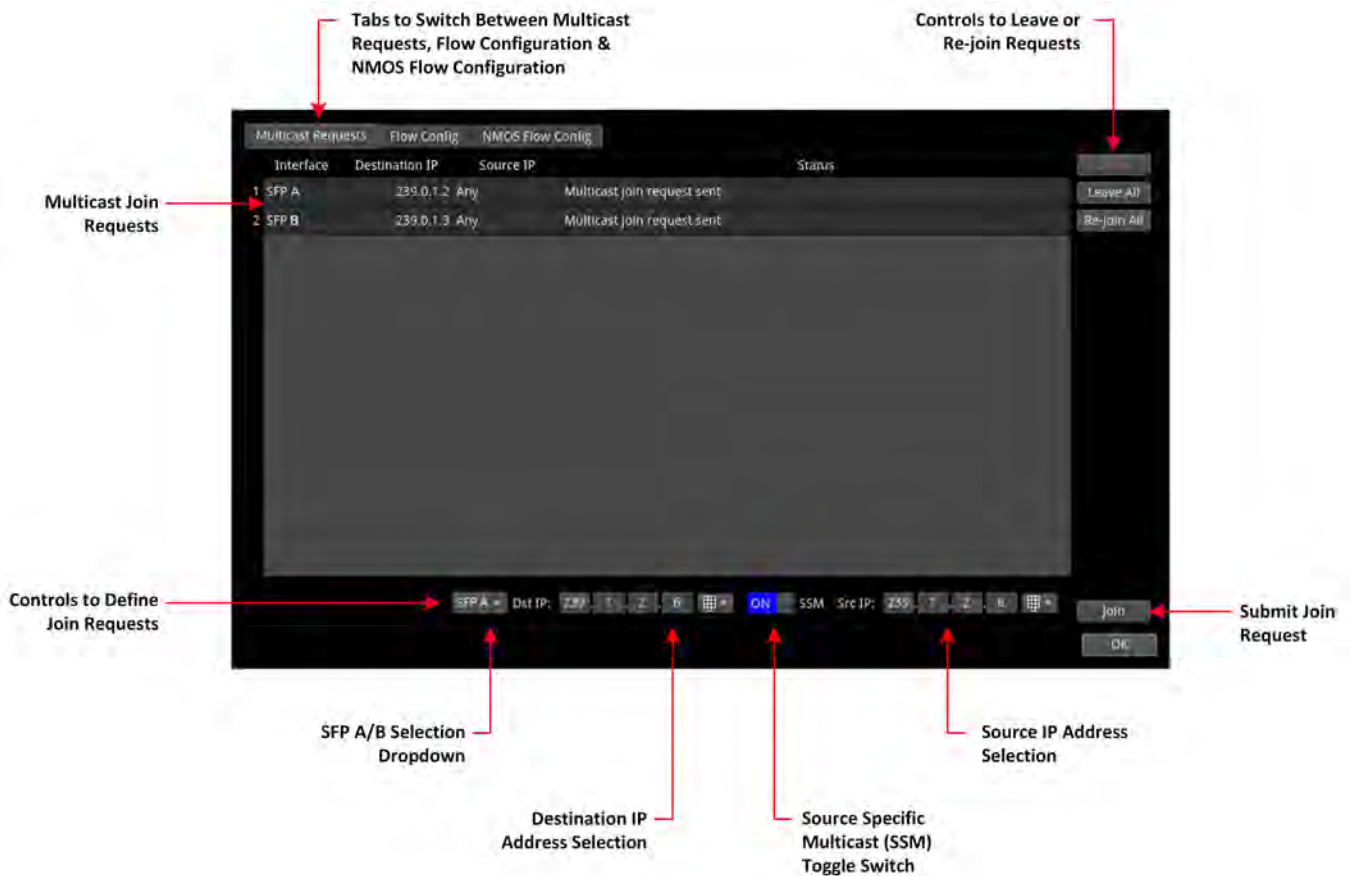 Tabs to Switch Between Multicast
Requests, Flow Configuration &
NMOS Flow Configuration
Controls to Leave or
Re-join Requests
Multicast Requests Flow Config NMOS Flow Config
Interface Destination IP Source IP Status
1 SFP A 239.0.1.2 Any Multicast join request sent
Leave All
2 SFP B 239.0.1.3 Any Multicast join request sent
Re-Join All
Multicast Join
Requests
Controls to Define
Join Requests
SFP A Dst IP: 239 . 1 . 2 . 6 ON SSM Src IP: 239 . 1 . 2 . 6
Join
OK
Submit Join
Request
SFP A/B Selection
Dropdown
Source IP Address
Selection
Destination IP
Address Selection
Source Specific
Multicast (SSM)
Toggle Switch